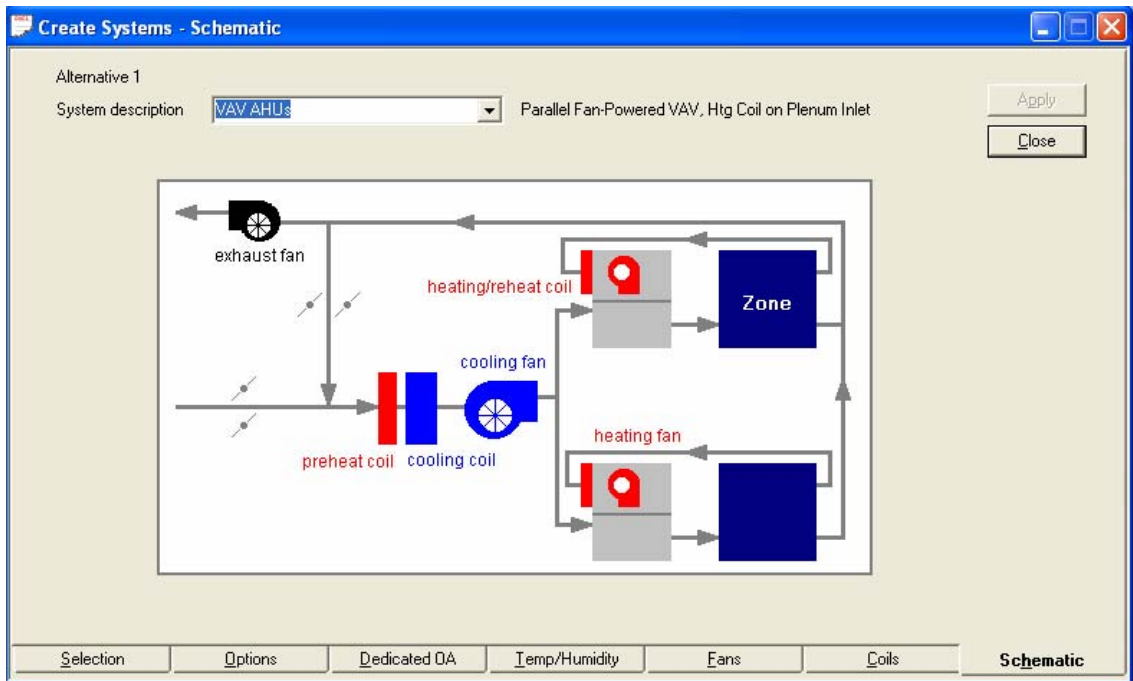 Create Systems - Schematic
Alternative 1
System description VAV AHUs Parallel Fan-Powered VAV, Htg Coil on Plenum Inlet
Apply
Close
exhaust fan
heating/reheat coil
Zone
cooling fan
heating fan
preheat coil cooling coil
Selection Options Dedicated OA Temp/Humidity Fans Coils Schematic